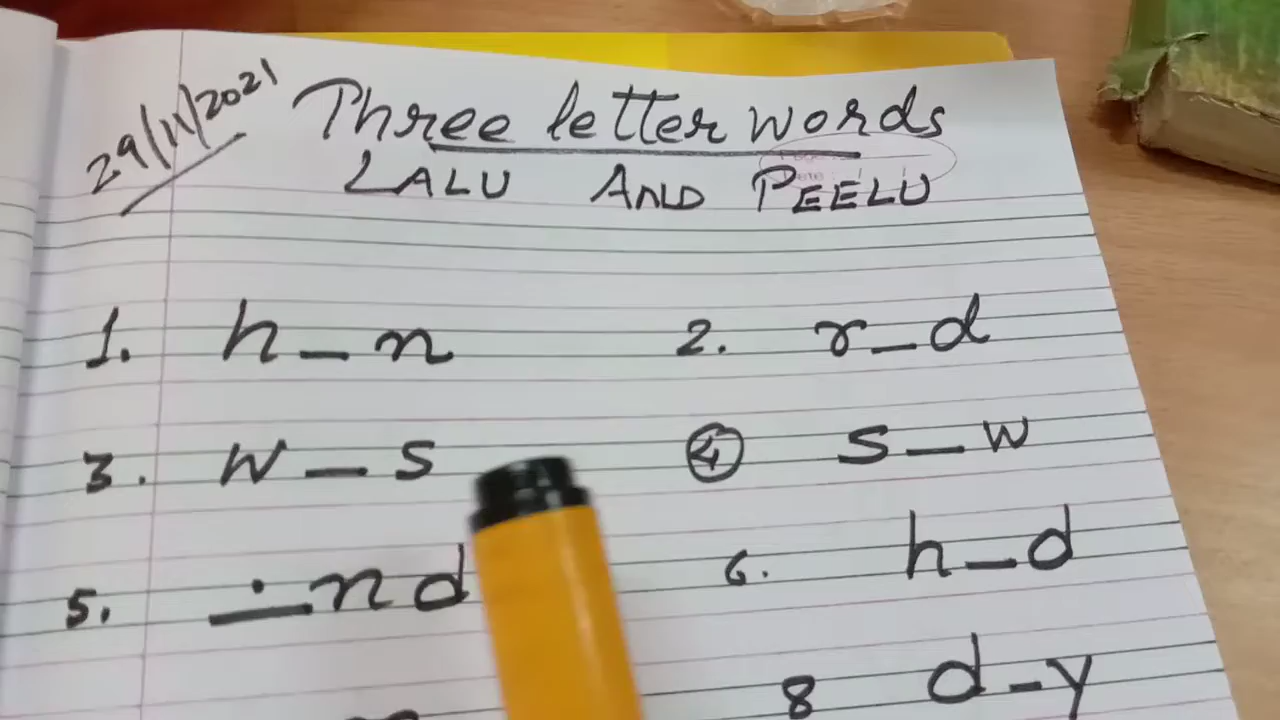 29/11/2021
Three letter words
LALU AND PEELU
1. h_n 2. r_d
3. w_s 4 s_w
5. _nd 6. h_d
8 d_y